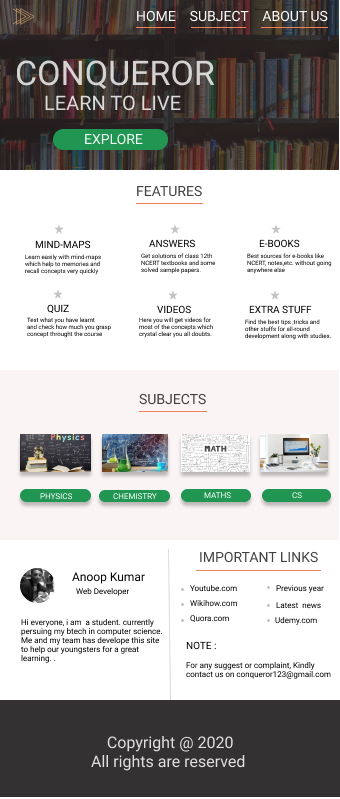 HOME SUBJECT ABOUT US
CONQUEROR
LEARN TO LIVE
EXPLORE
FEATURES
MIND-MAPS
Learn easily with mind-maps
which help to memories and
recall concepts very quickly
ANSWERS
Get solutions of class 12th
NCERT textbooks and some
solved sample papers.
E-BOOKS
Best sources for e-books like
NCERT, notes,etc. without going
anywhere else
QUIZ
Test what you have learnt
and check how much you grasp
concept throught the course
VIDEOS
Here you will get videos for
most of the concepts which
crystal clear you all doubts.
EXTRA STUFF
Find the best tips ,tricks and
other stuffs for all-round
development along with studies.
SUBJECTS
Physics
MATH
PHYSICS
CHEMISTRY
MATHS
CS
Anoop Kumar
Web Developer
Hi everyone, i am a student. currently
persuing my btech in computer science.
Me and my team has develope this site
to help our youngsters for a great
learning. .
IMPORTANT LINKS
Youtube.com
Wikihow.com
Quora.com
Previous year
Latest news
Udemy.com
NOTE :
For any suggest or complaint, Kindly
contact us on conqueror123@gmail.com
Copyright @ 2020
All rights are reserved